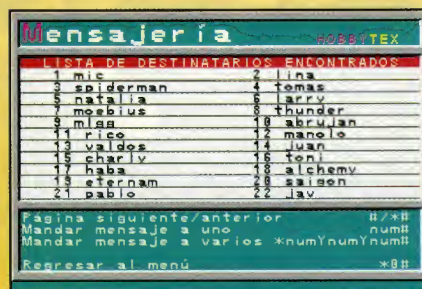 Mensajería HOBBYTEX
LISTA DE DESTINATARIOS ENCONTRADOS
1 mic 2 lina
3 spiderman 4 tomas
5 natalia 6 larry
7 moebius 8 thunder
9 mlgg 10 abrujan
11 rico 12 manolo
13 valdos 14 juan
15 charly 16 toni
17 haba 18 alchemy
19 eternam 20 saigon
21 pablo 22 jav
Pagina siguiente/anterior #/*#
Mandar mensaje a uno num#
Mandar mensaje a varios *numYnumYnum#
Regresar al menú *0#